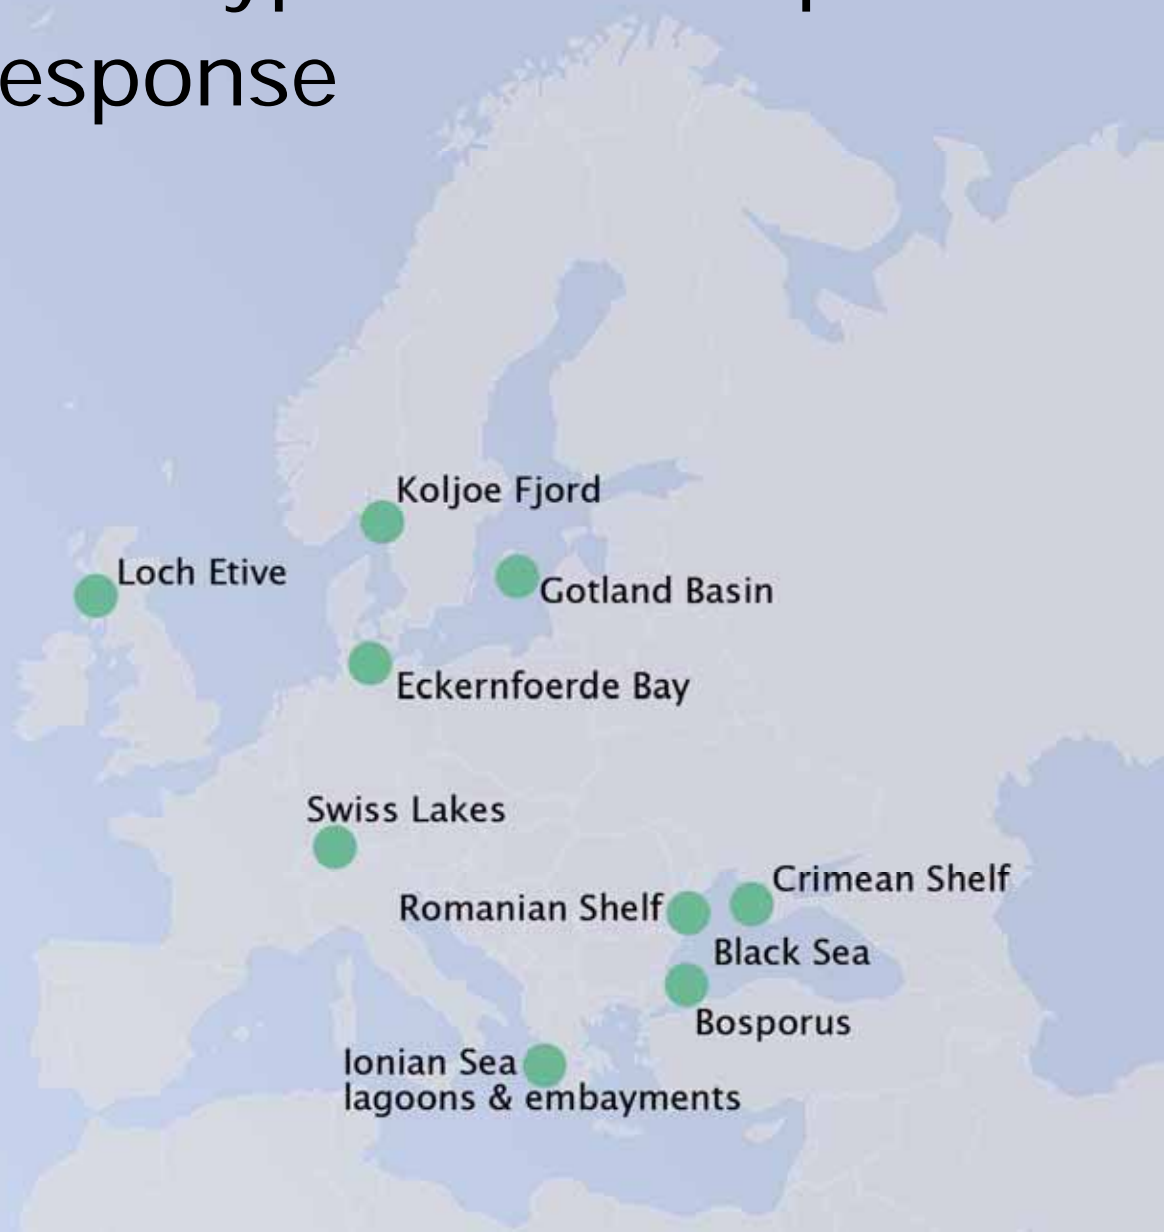 esponse
Koljoe Fjord
Loch Etive
Gotland Basin
Eckernfoerde Bay
Swiss Lakes
Crimean Shelf
Romanian Shelf
Black Sea
Bosporus
Ionian Sea
lagoons & embayments